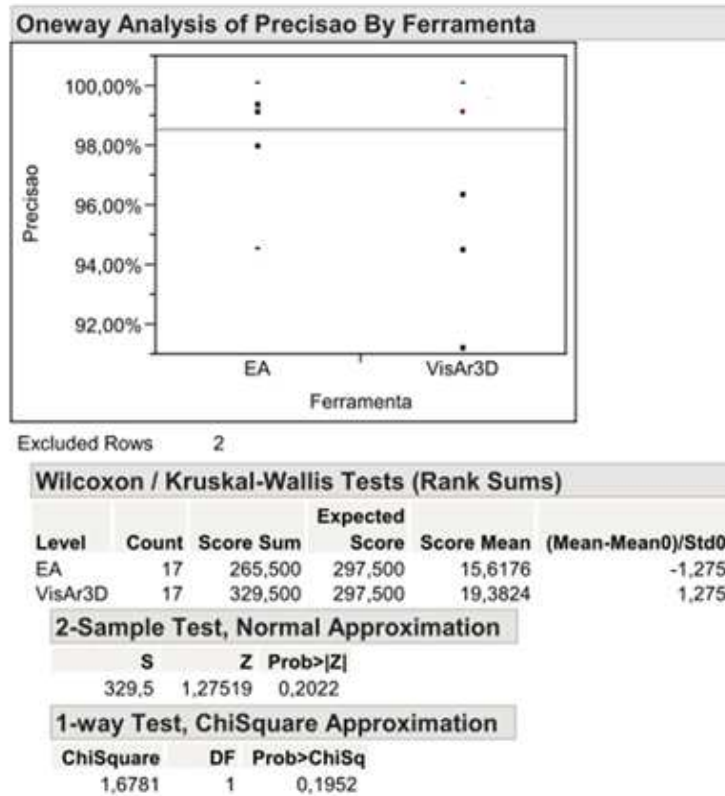 Oneway Analysis of Precisao By Ferramenta
100,00%
98,00%
96,00%
94,00%
92,00%
Precisao
EA VisAr3D
Ferramenta
Excluded Rows 2
Wilcoxon / Kruskal-Wallis Tests (Rank Sums)
Expected
Level Count Score Sum Score Score Mean (Mean-Mean0)/Std0
EA 17 265,500 297,500 15,6176 -1,275
VisAr3D 17 329,500 297,500 19,3824 1,275
2-Sample Test, Normal Approximation
S Z Prob>|Z|
329,5 1,27519 0,2022
1-way Test, ChiSquare Approximation
ChiSquare DF Prob>ChiSq
1,6781 1 0,1952